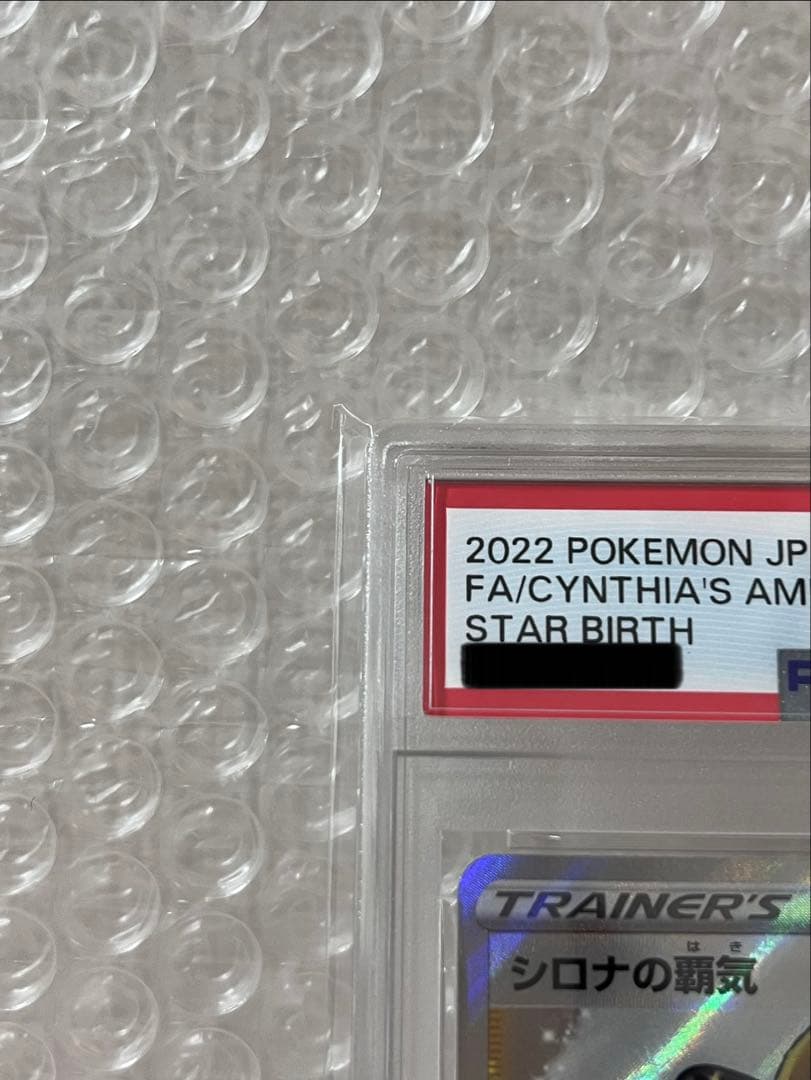 2022 POKEMON JP
FA/CYNTHIA'S AM
STAR BIRTH
TRAINER'S
はき
シロナの覇気